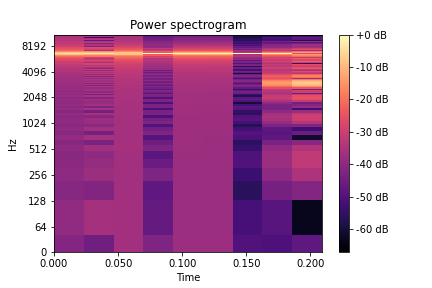 Power spectrogram
8192
4096
2048
1024
512
256
128
64
0
Hz
0.000 0.050 0.100 0.150 0.200
Time
+0 dB
-10 dB
-20 dB
-30 dB
-40 dB
-50 dB
-60 dB